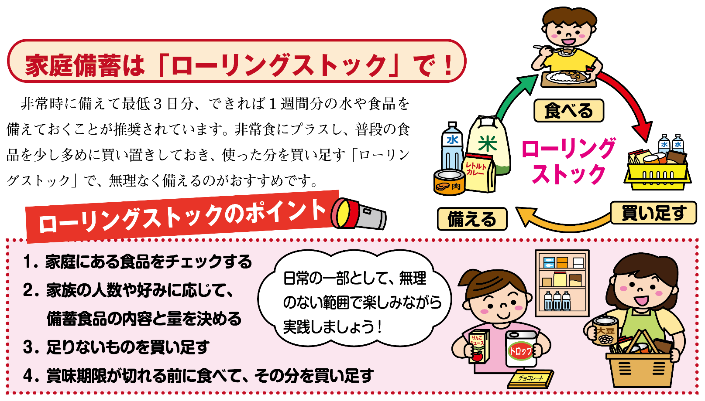 家庭備蓄は「ローリングストック」で！
非常時に備えて最低３日分、できれば１週間分の水や食品を
備えておくことが推奨されています。非常食にプラスし、普段の食
品を少し多めに買い置きしておき、使った分を買い足す「ローリン
グストック」で、無理なく備えるのがおすすめです。
食べる
ローリング
ストック
水
米
レトルト
カレー
肉
水
水
備える
買い足す
ローリングストックのポイント
1. 家庭にある食品をチェックする
2. 家族の人数や好みに応じて、
備蓄食品の内容と量を決める
3. 足りないものを買い足す
4. 賞味期限が切れる前に食べて、その分を買い足す
日常の一部として、無理
のない範囲で楽しみながら
実践しましょう！
ドロップ
チョコレート
大豆